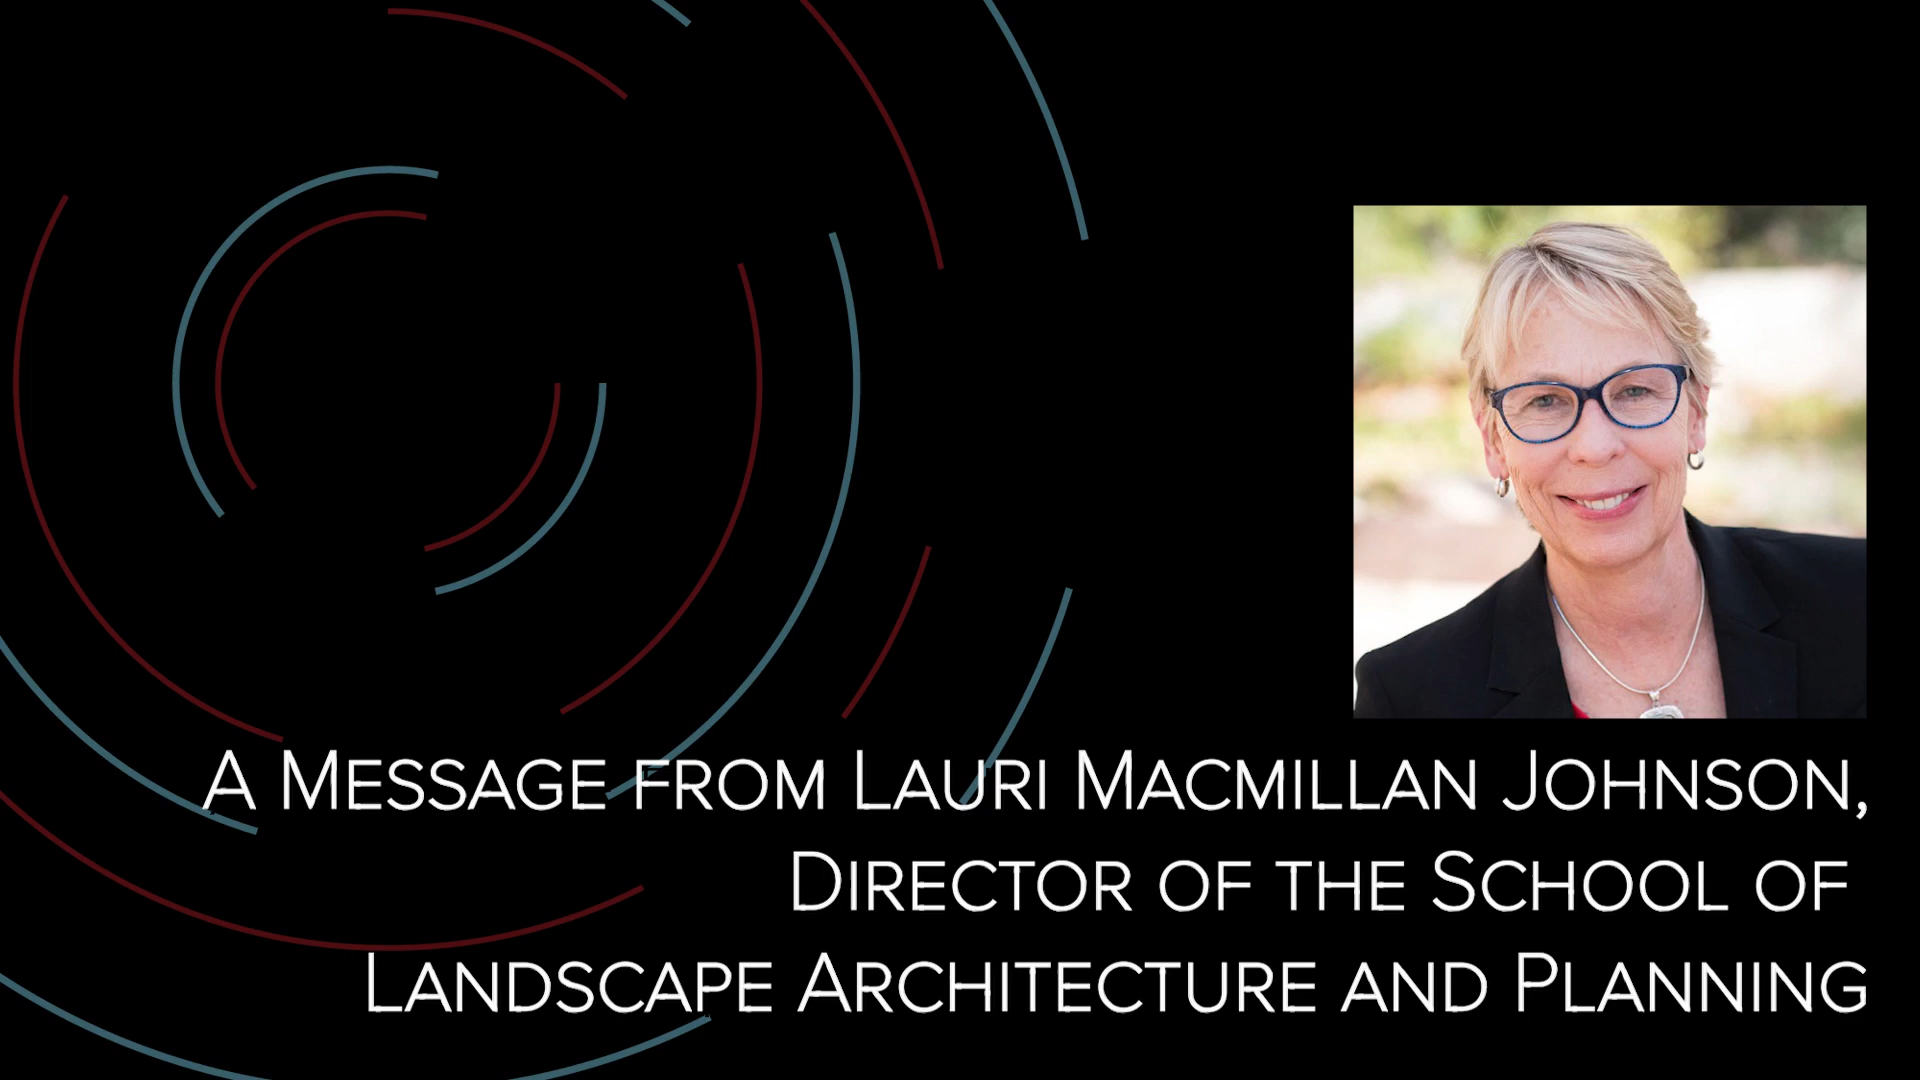 A Message from Lauri Macmillan Johnson,
Director of the School of
Landscape Architecture and Planning